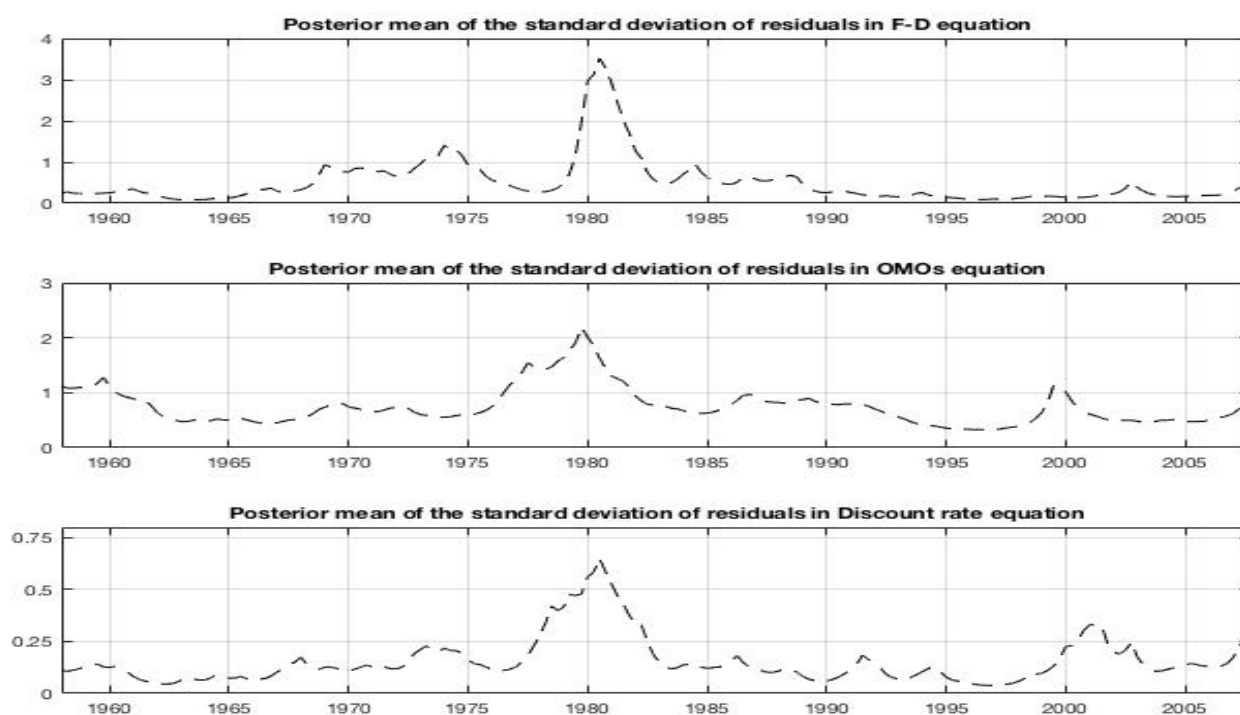 Posterior mean of the standard deviation of residuals in F-D equation
4
3
2
1
0
1960 1965 1970 1975 1980 1985 1990 1995 2000 2005
Posterior mean of the standard deviation of residuals in OMOs equation
3
2
1
0
1960 1965 1970 1975 1980 1985 1990 1995 2000 2005
Posterior mean of the standard deviation of residuals in Discount rate equation
0.75
0.5
0.25
0
1960 1965 1970 1975 1980 1985 1990 1995 2000 2005